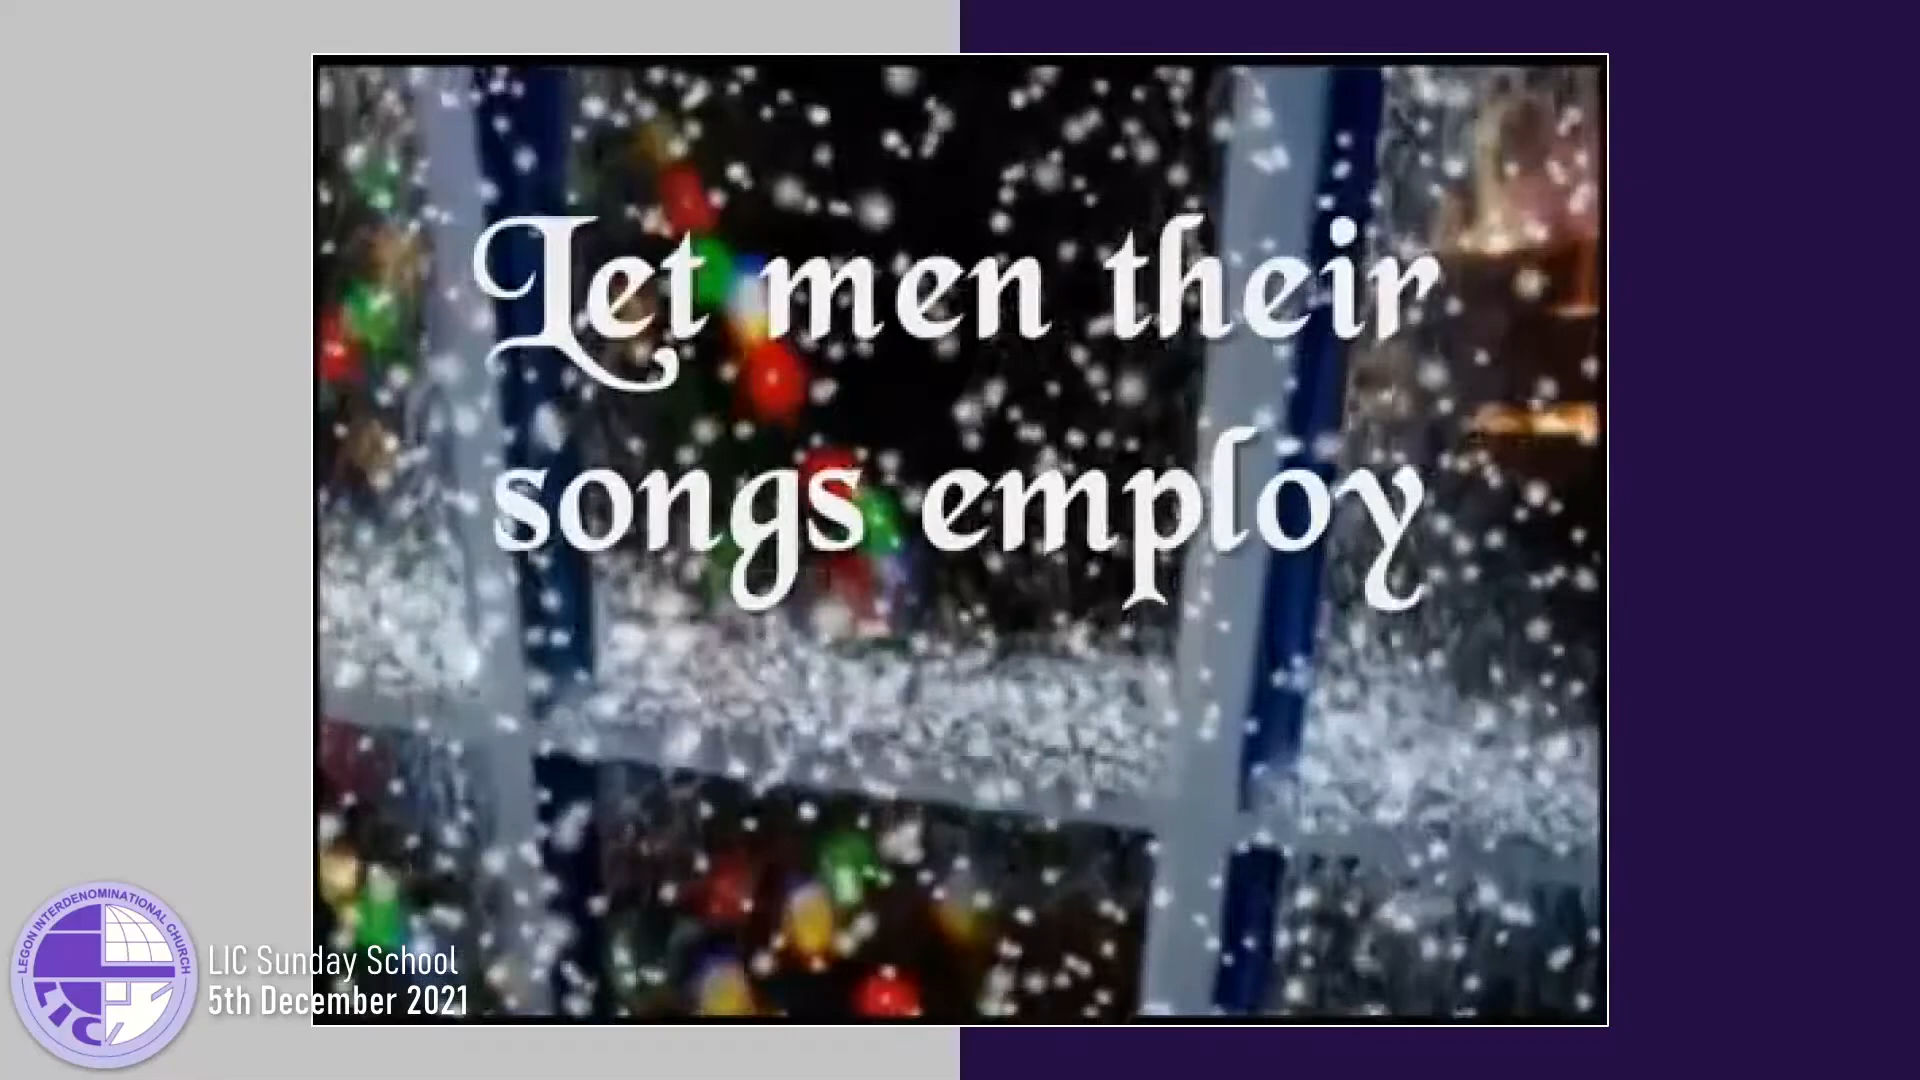 Let men their
songs employ
LEGON INTERDENOMINATIONAL CHURCH
LIC
LIC Sunday School
5th December 2021